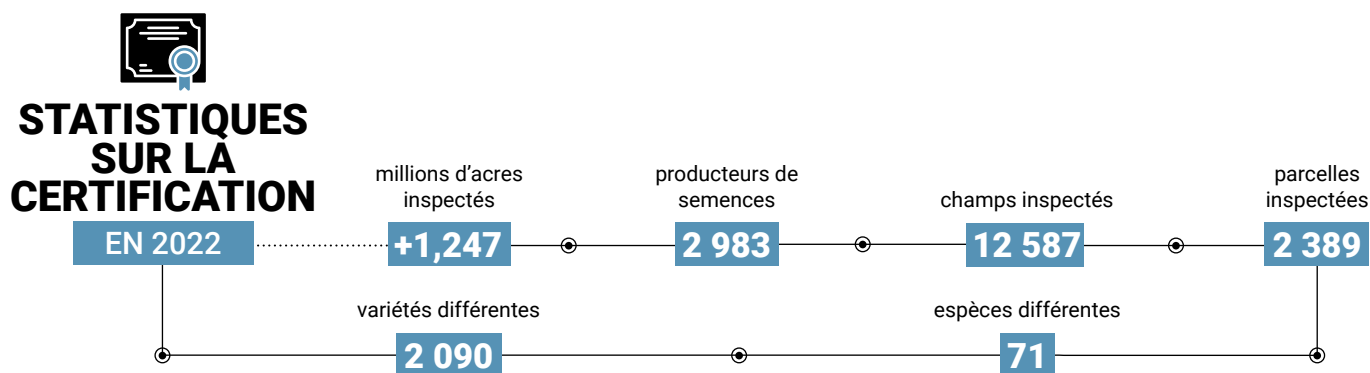 STATISTIQUES
SUR LA
CERTIFICATION
EN 2022
millions d'acres
inspectés
+1,247
producteurs de
semences
2 983
champs inspectés
12 587
parcelles
inspectées
2 389
variétés différentes
2 090
espèces différentes
71